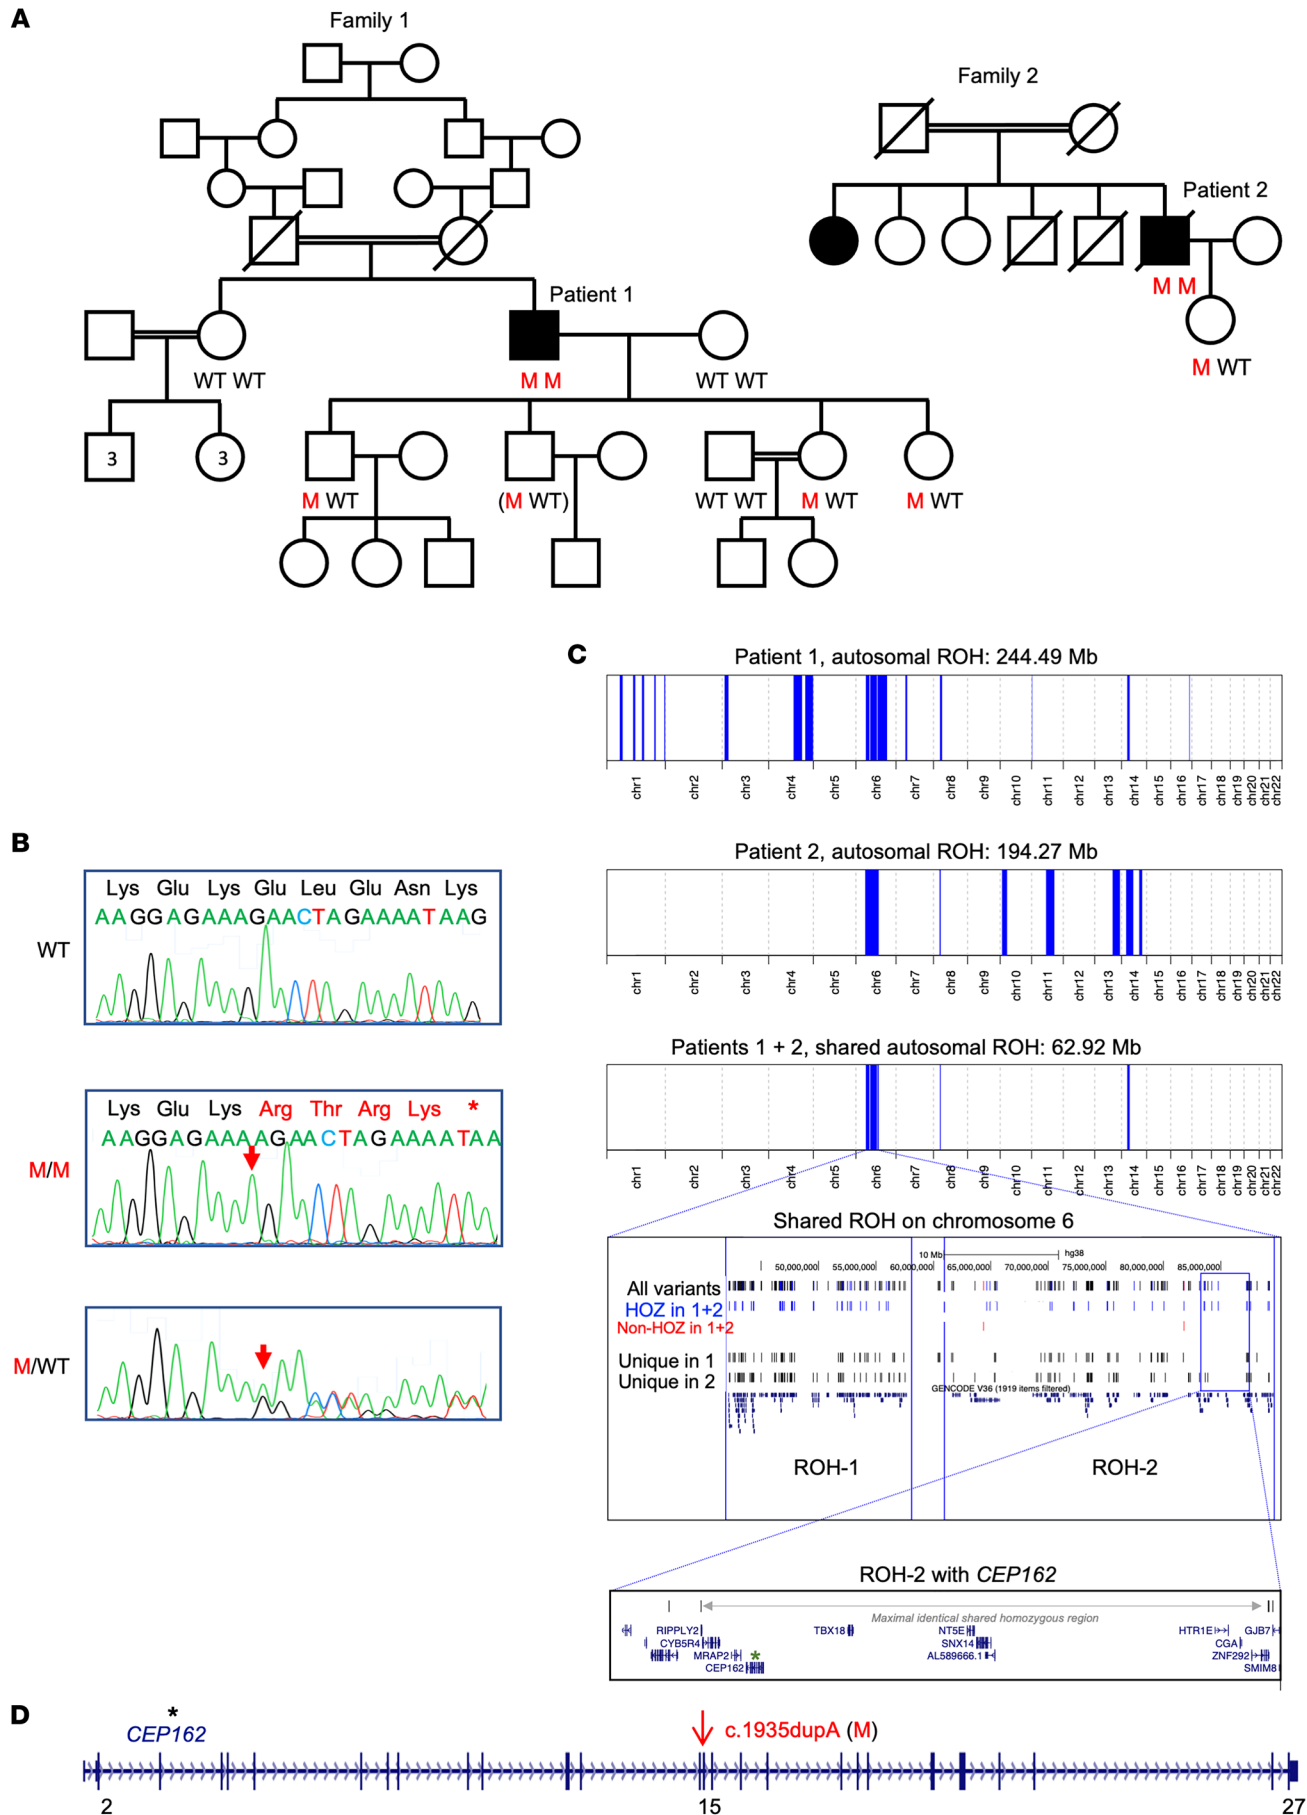 A
Family 1
Family 2
Patient 2
M M
M WT
Patient 1
WT WT
M M
WT WT
3
3
M WT
(M WT)
WT WT
M WT
M WT
C
Patient 1, autosomal ROH: 244.49 Mb
chr1 chr2 chr3 chr4 chr5 chr6 chr7 chr8 chr9 chr10 chr11 chr12 chr13 chr14 chr15 chr16 chr17 chr18 chr19 chr20 chr21 chr22
Patient 2, autosomal ROH: 194.27 Mb
chr1 chr2 chr3 chr4 chr5 chr6 chr7 chr8 chr9 chr10 chr11 chr12 chr13 chr14 chr15 chr16 chr17 chr18 chr19 chr20 chr21 chr22
Patients 1 + 2, shared autosomal ROH: 62.92 Mb
chr1 chr2 chr3 chr4 chr5 chr6 chr7 chr8 chr9 chr10 chr11 chr12 chr13 chr14 chr15 chr16 chr17 chr18 chr19 chr20 chr21 chr22
Shared ROH on chromosome 6
10 Mb hg38
50,000,000 55,000,000 60,000,000 65,000,000 70,000,000 75,000,000 80,000,000 85,000,000
All variants
HOZ in 1+2
Non-HOZ in 1+2
Unique in 1
Unique in 2
GENCODE V36 (1919 items filtered)
ROH-1
ROH-2
ROH-2 with CEP162
Maximal identical shared homozygous region
RIPPLY2 TBX18 NT5E HTR1E GJB7
CYB5R4 SNX14 CGA
MRAP2 * AL589666.1 ZNF292
CEP162 SMIM8
B
WT
Lys Glu Lys Glu Leu Glu Asn Lys
AAGGAGAAAGAACTAGAAAATAAG
M/M
Lys Glu Lys Arg Thr Arg Lys *
AAGGAGAAAAGAACTAGAAAATAA
M/WT
D
*
CEP162
c.1935dupA (M)
2
15
27